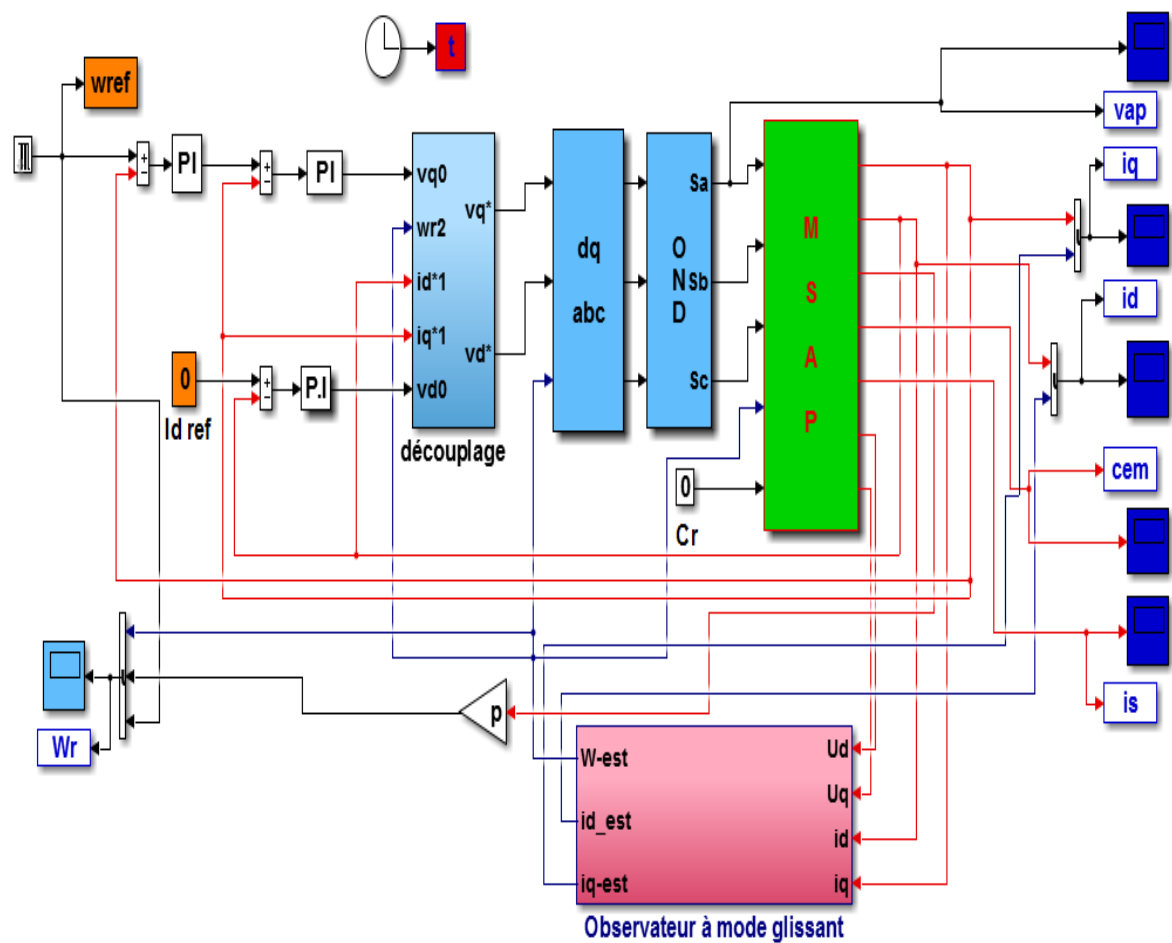 t
wref
vap
PI
PI
vq0
wr2
id*1
iq*1
vd0
vq*
vd*
découplage
dq
abc
O
N
D
Sa
Sb
Sc
M
S
A
P
iq
id
0
Id ref
P.I
0
Cr
cem
is
Wr
p
W-est
id_est
iq-est
Ud
Uq
id
iq
Observateur à mode glissant